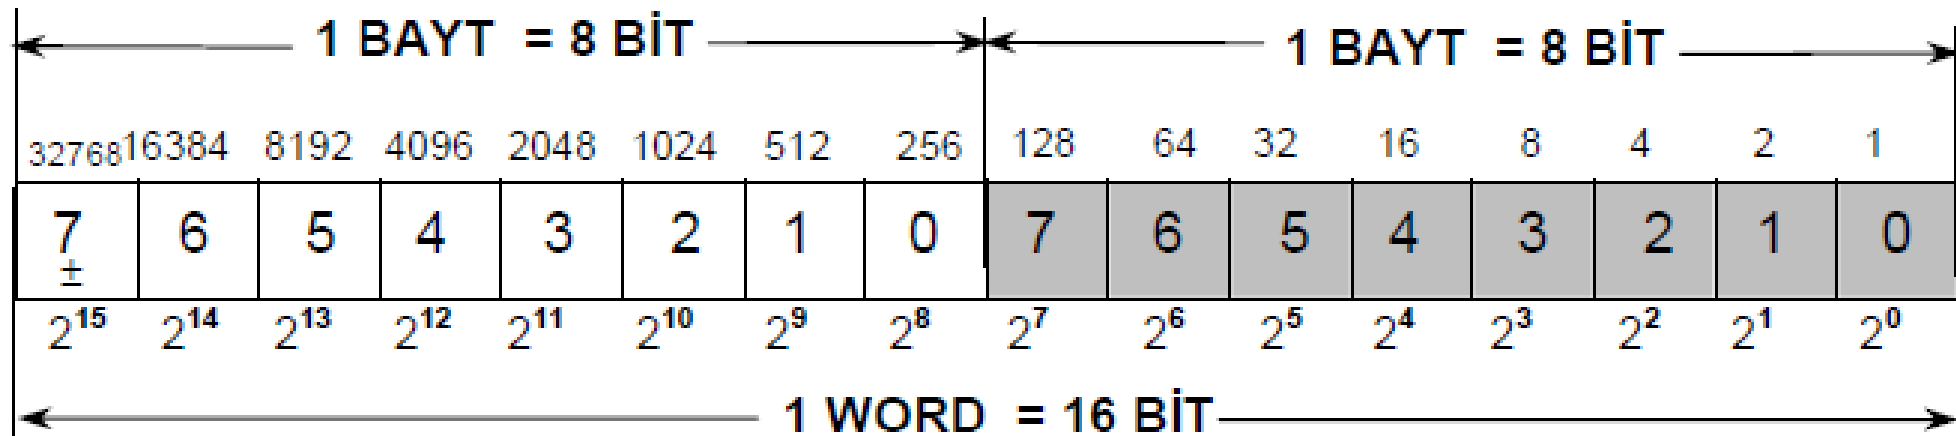 1 BAYT = 8 BİT 1 BAYT = 8 BİT
32768 16384 8192 4096 2048 1024 512 256 128 64 32 16 8 4 2 1
7 6 5 4 3 2 1 0 7 6 5 4 3 2 1 0
±
2¹⁵ 2¹⁴ 2¹³ 2¹² 2¹¹ 2¹⁰ 2⁹ 2⁸ 2⁷ 2⁶ 2⁵ 2⁴ 2³ 2² 2¹ 2⁰
1 WORD = 16 BİT